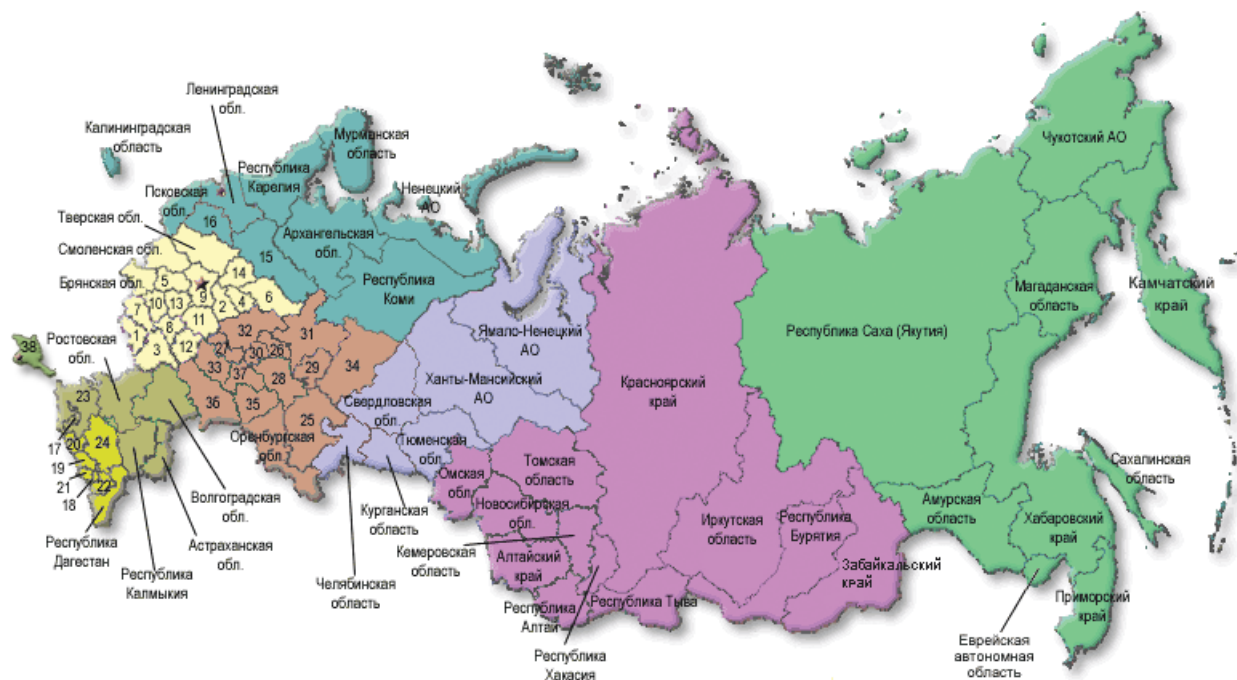 Ленинградская
обл.
Калининградская
область
Мурманская
область
Республика
Карелия
Ненецкий
АО
Псковская
обл.
Тверская обл.
Смоленская обл.
Брянская обл.
16
15
Архангельская
обл.
Республика
Коми
5
14
7
10
13
9
2
4
6
1
8
11
3
12
32
31
27
30
26
33
37
28
29
34
36
35
25
Оренбургская
обл.
38
Ростовская
обл.
23
17
20
24
19
21
18
22
Республика
Дагестан
Республика
Калмыкия
Астраханская
обл.
Волгоградская
обл.
Ямало-Ненецкий
АО
Ханты-Мансийский
АО
Свердловская
обл.
Тюменская
обл.
Курганская
область
Челябинская
область
Омская
обл.
Томская
область
Новосибирская
обл.
Кемеровская
область
Алтайский
край
Республика
Алтай
Республика
Хакасия
Республика Тыва
Красноярский
край
Иркутская
область
Республика
Бурятия
Забайкальский
край
Республика Саха (Якутия)
Чукотский АО
Магаданская
область
Камчатский
край
Сахалинская
область
Амурская
область
Хабаровский
край
Приморский
край
Еврейская
автономная
область